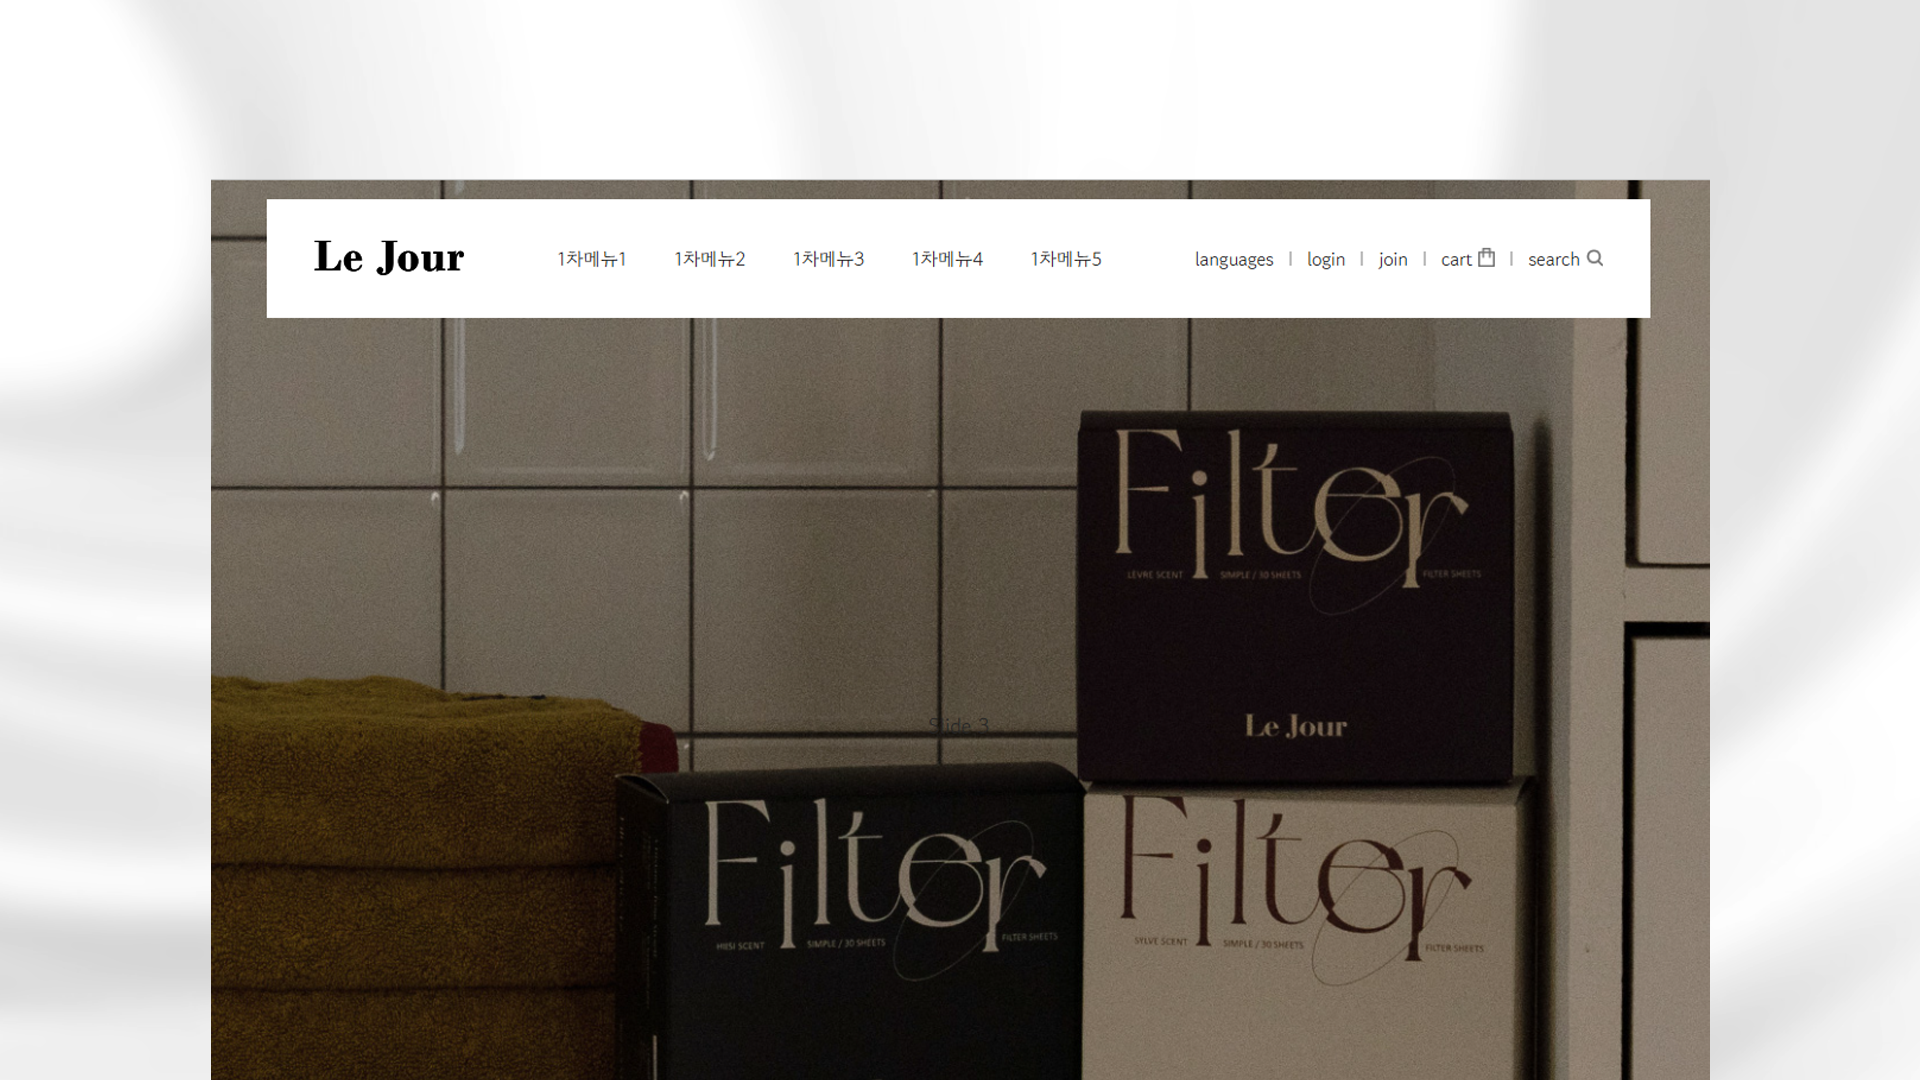 Le Jour
1차메뉴1 1차메뉴2 1차메뉴3 1차메뉴4 1차메뉴5
languages | login | join | cart | search
Filter
LÈVRE SCENT SIMPLE / 30 SHEETS FILTER SHEETS
Le Jour
Slide 3
Filter
HIISI SCENT SIMPLE / 30 SHEETS FILTER SHEETS
Filter
SYLVE SCENT SIMPLE / 30 SHEETS FILTER SHEETS